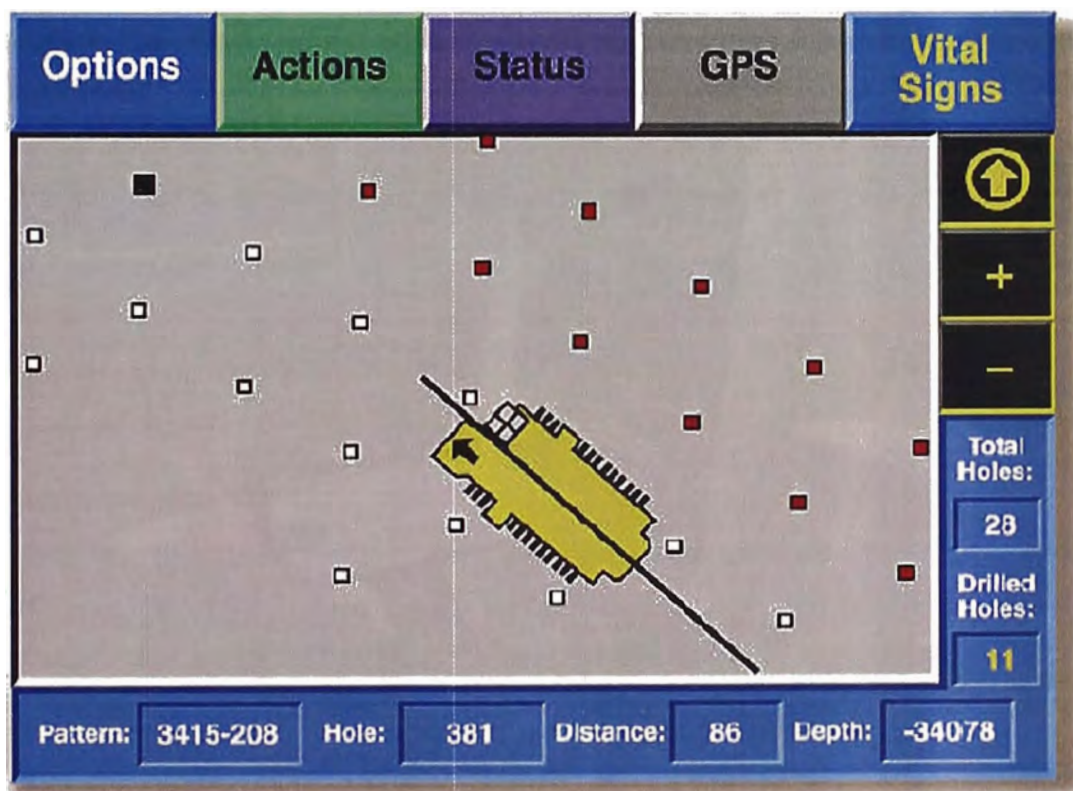 Options
Actions
Status
GPS
Vital
Signs
+
–
Total
Holes:
28
Drilled
Holes:
11
Pattern: 3415-208 Hole: 381 Distance: 86 Depth: -34078